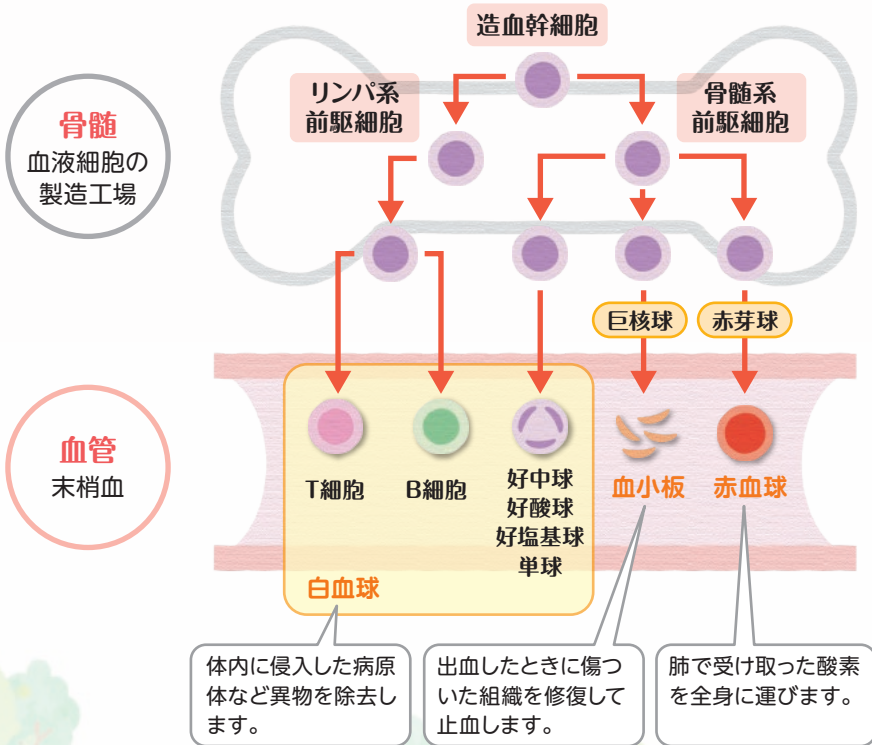 造血幹細胞
リンパ系
前駆細胞
骨髄系
前駆細胞
骨髄
血液細胞の
製造工場
巨核球
赤芽球
血管
末梢血
T細胞
B細胞
好中球
好酸球
好塩基球
単球
血小板
赤血球
白血球
体内に侵入した病原
体など異物を除去し
ます。
出血したときに傷つ
いた組織を修復して
止血します。
肺で受け取った酸素
を全身に運びます。